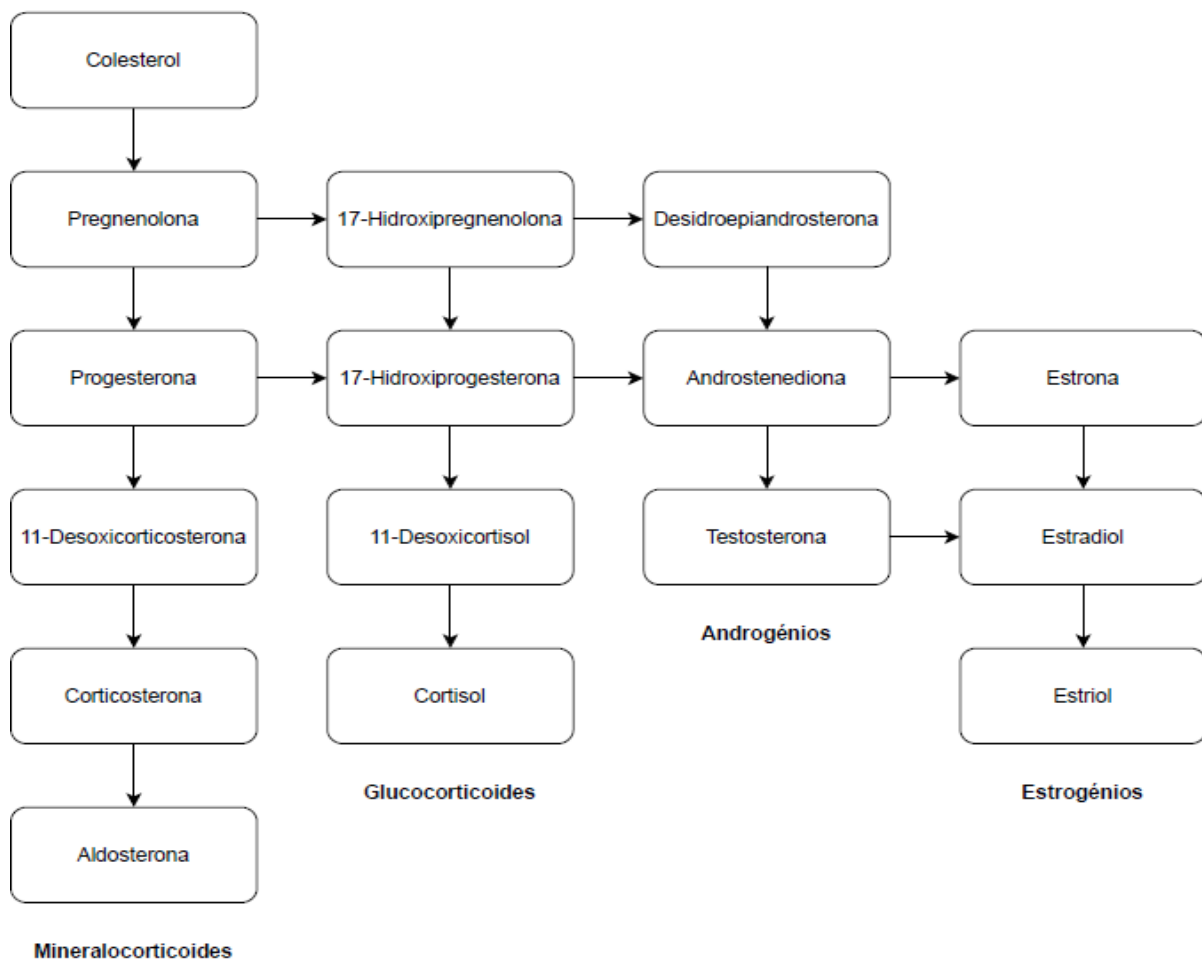 Colesterol
Pregnenolona
17-Hidroxipregnenolona
Desidroepiandrosterona
Progesterona
17-Hidroxiprogesterona
Androstenediona
Estrona
11-Desoxicorticosterona
11-Desoxicortisol
Testosterona
Estradiol
Androgénios
Corticosterona
Cortisol
Estriol
Glucocorticoides
Estrogénios
Aldosterona
Mineralocorticoides